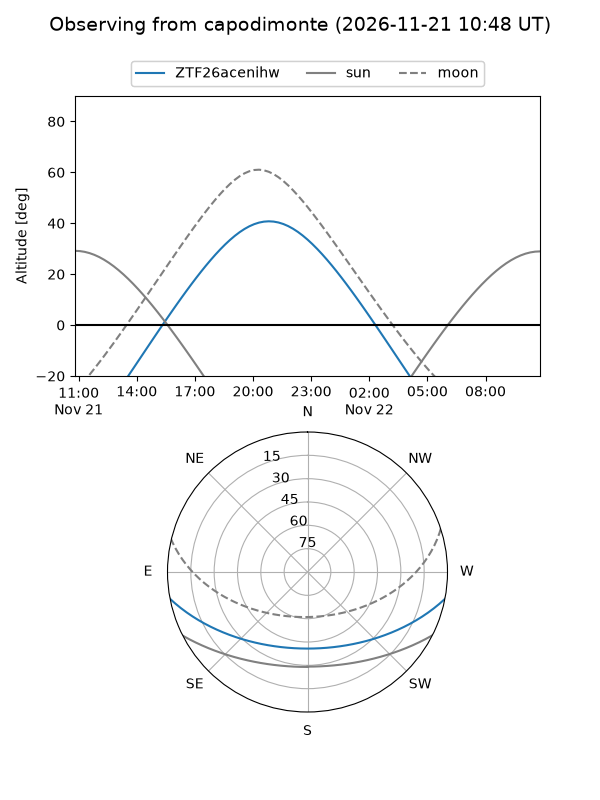 Observing from capodimonte (2026-11-21 10:48 UT)
ZTF26acenihw sun moon
Altitude [deg]
80
60
40
20
0
−20
11:00 14:00 17:00 20:00 23:00 02:00 05:00 08:00
Nov 21 Nov 22
N
NE NW
15
30
45
60
75
E W
SE SW
S